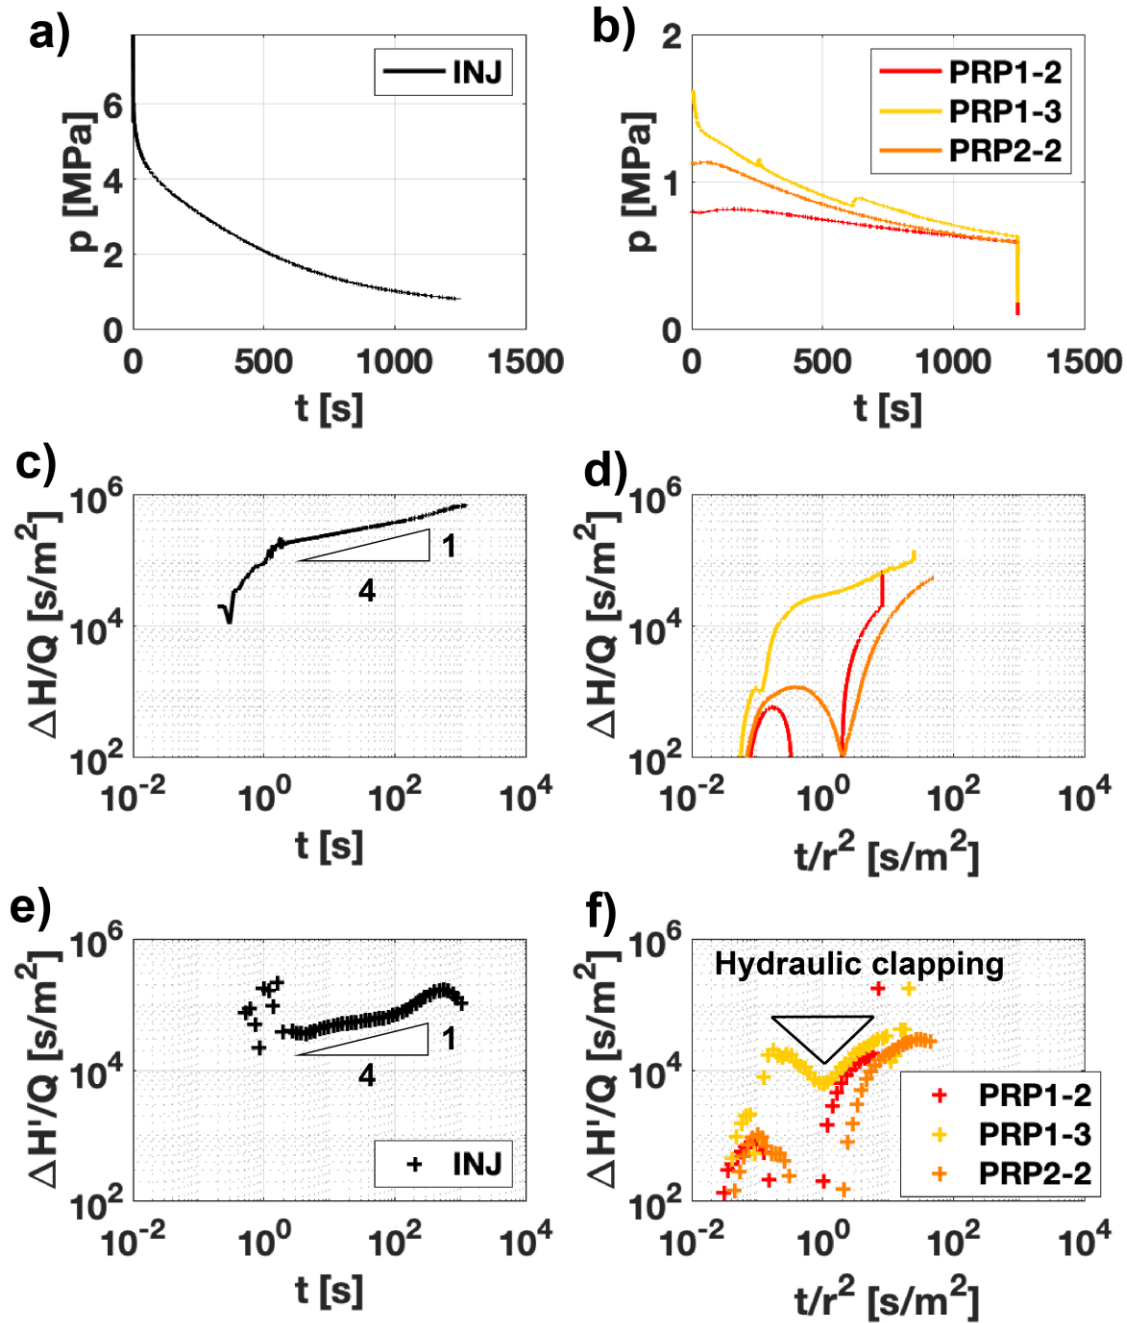 a)
INJ
p [MPa]
6
4
2
0
0 500 1000 1500
t [s]
b)
PRP1-2
PRP1-3
PRP2-2
p [MPa]
2
1
0
0 500 1000 1500
t [s]
c)
ΔH/Q [s/m²]
10⁶
10⁴
10²
1
4
10⁻² 10⁰ 10² 10⁴
t [s]
d)
ΔH/Q [s/m²]
10⁶
10⁴
10²
10⁻² 10⁰ 10² 10⁴
t/r² [s/m²]
e)
ΔH'/Q [s/m²]
10⁶
10⁴
10²
1
4
INJ
10⁻² 10⁰ 10² 10⁴
t [s]
f)
ΔH'/Q [s/m²]
10⁶
10⁴
10²
Hydraulic clapping
PRP1-2
PRP1-3
PRP2-2
10⁻² 10⁰ 10² 10⁴
t/r² [s/m²]